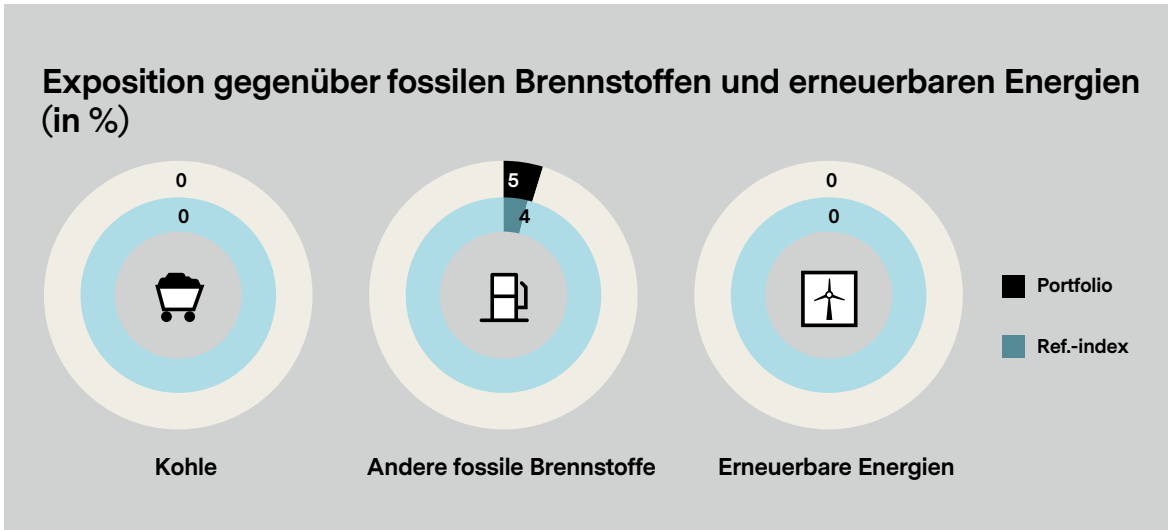 Exposition gegenüber fossilen Brennstoffen und erneuerbaren Energien
(in %)
0
0
Kohle
5
4
Andere fossile Brennstoffe
0
0
Erneuerbare Energien
Portfolio
Ref.-index